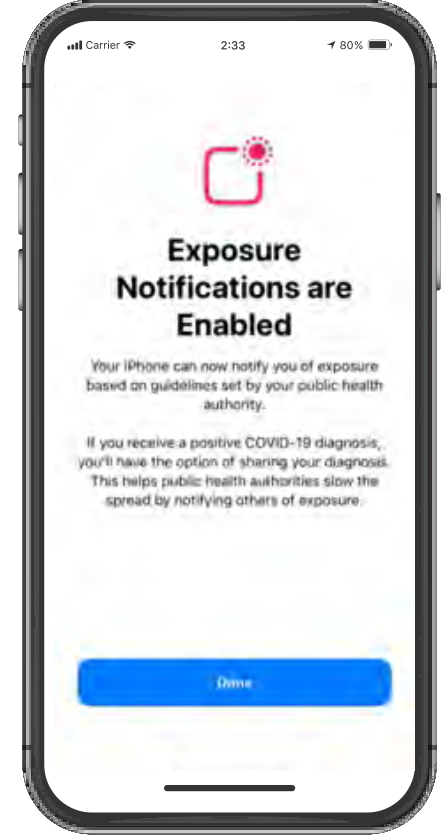 Carrier 2:33 80%
Exposure
Notifications are
Enabled
Your iPhone can now notify you of exposure
based on guidelines set by your public health
authority.
If you receive a positive COVID-19 diagnosis,
you'll have the option of sharing your diagnosis.
This helps public health authorities slow the
spread by notifying others of exposure.
Done